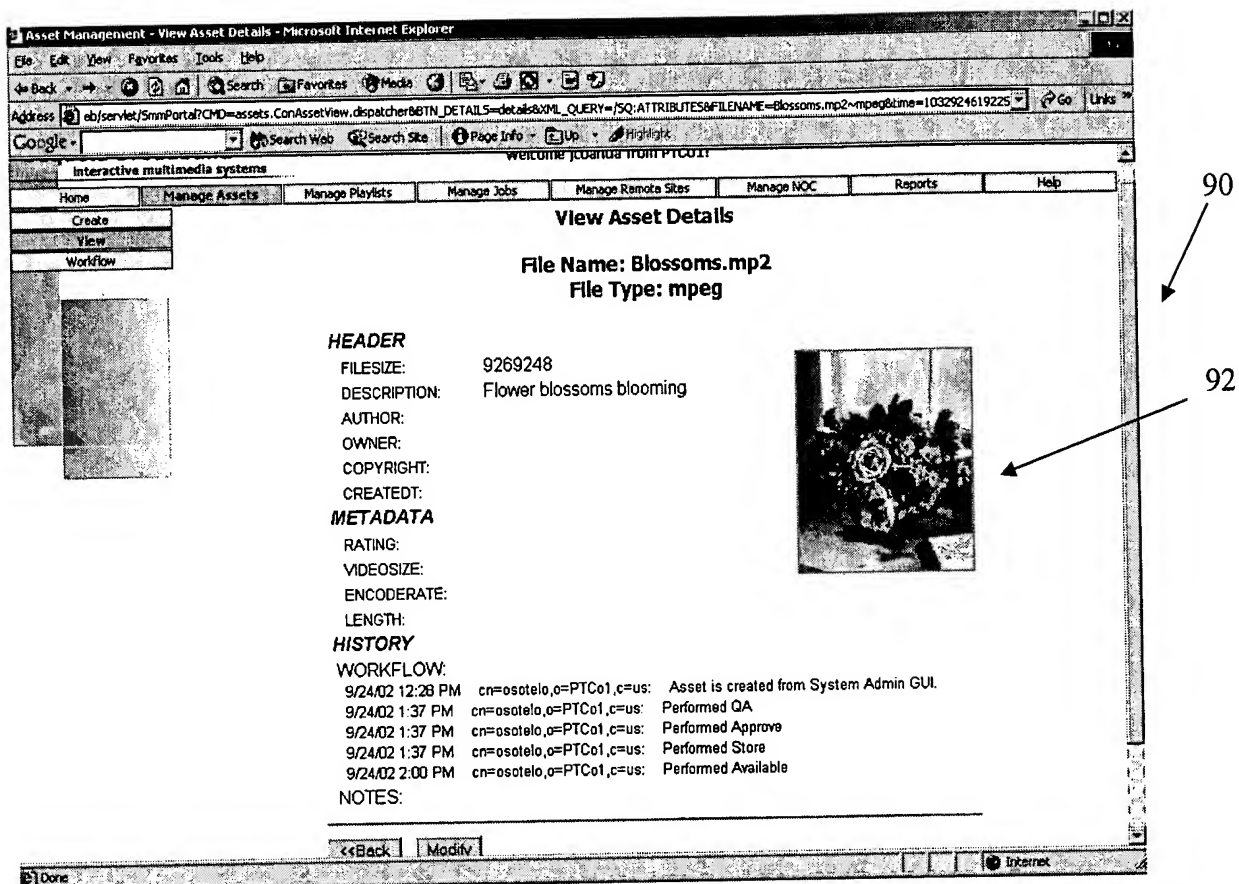 Asset Management - View Asset Details - Microsoft Internet Explorer
File Edit View Favorites Tools Help
Back Search Favorites Media
Address eb/servlet/SmmPortal?CMD=assets.ConAssetView.dispatcher&BTN_DETAILS=details&XML_QUERY=/SQ:ATTRIBUTES&FILENAME=Blossoms.mp2~mpeg&time=1032924619225 Go Links »
Google Search Web Search Site Page Info Up Highlight
Welcome jcoanda from PTCo1!
Interactive multimedia systems
Home Manage Assets Manage Playlists Manage Jobs Manage Remote Sites Manage NOC Reports Help
Create
View
Workflow
View Asset Details
File Name: Blossoms.mp2
File Type: mpeg
HEADER
FILESIZE: 9269248
DESCRIPTION: Flower blossoms blooming
AUTHOR:
OWNER:
COPYRIGHT:
CREATEDT:
METADATA
RATING:
VIDEOSIZE:
ENCODERATE:
LENGTH:
HISTORY
WORKFLOW:
9/24/02 12:28 PM cn=osotelo,o=PTCo1,c=us: Asset is created from System Admin GUI.
9/24/02 1:37 PM cn=osotelo,o=PTCo1,c=us: Performed QA
9/24/02 1:37 PM cn=osotelo,o=PTCo1,c=us: Performed Approve
9/24/02 1:37 PM cn=osotelo,o=PTCo1,c=us: Performed Store
9/24/02 2:00 PM cn=osotelo,o=PTCo1,c=us: Performed Available
NOTES:
<<Back Modify
Done Internet
90
92